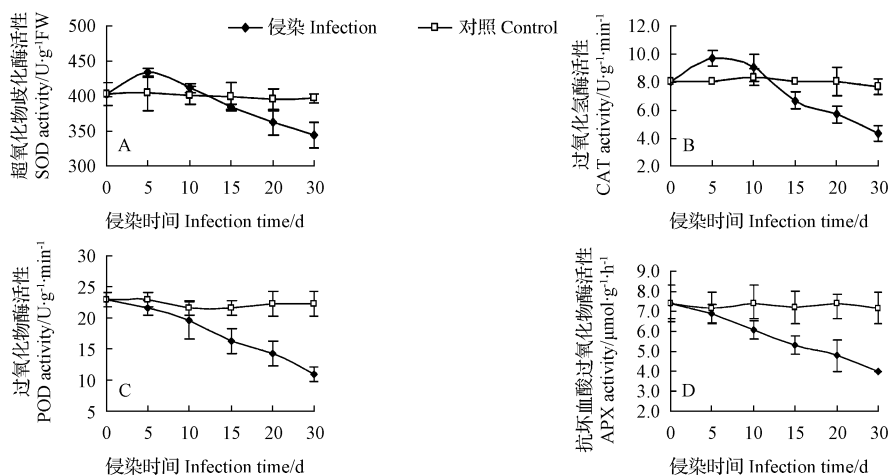 侵染 Infection
对照 Control
超氧化物歧化酶活性
SOD activity/U·g⁻¹FW
500
450
400
350
300
A
0 5 10 15 20 25 30
侵染时间 Infection time/d
过氧化氢酶活性
CAT activity/U·g⁻¹·min⁻¹
12.0
10.0
8.0
6.0
4.0
2.0
B
0 5 10 15 20 25 30
侵染时间 Infection time/d
过氧化物酶活性
POD activity/U·g⁻¹·min⁻¹
30
25
20
15
10
5
C
0 5 10 15 20 30
侵染时间 Infection time/d
抗坏血酸过氧化物酶活性
APX activity/μmol·g⁻¹·h⁻¹
9.0
8.0
7.0
6.0
5.0
4.0
3.0
2.0
D
0 5 10 15 20 30
侵染时间 Infection time/d